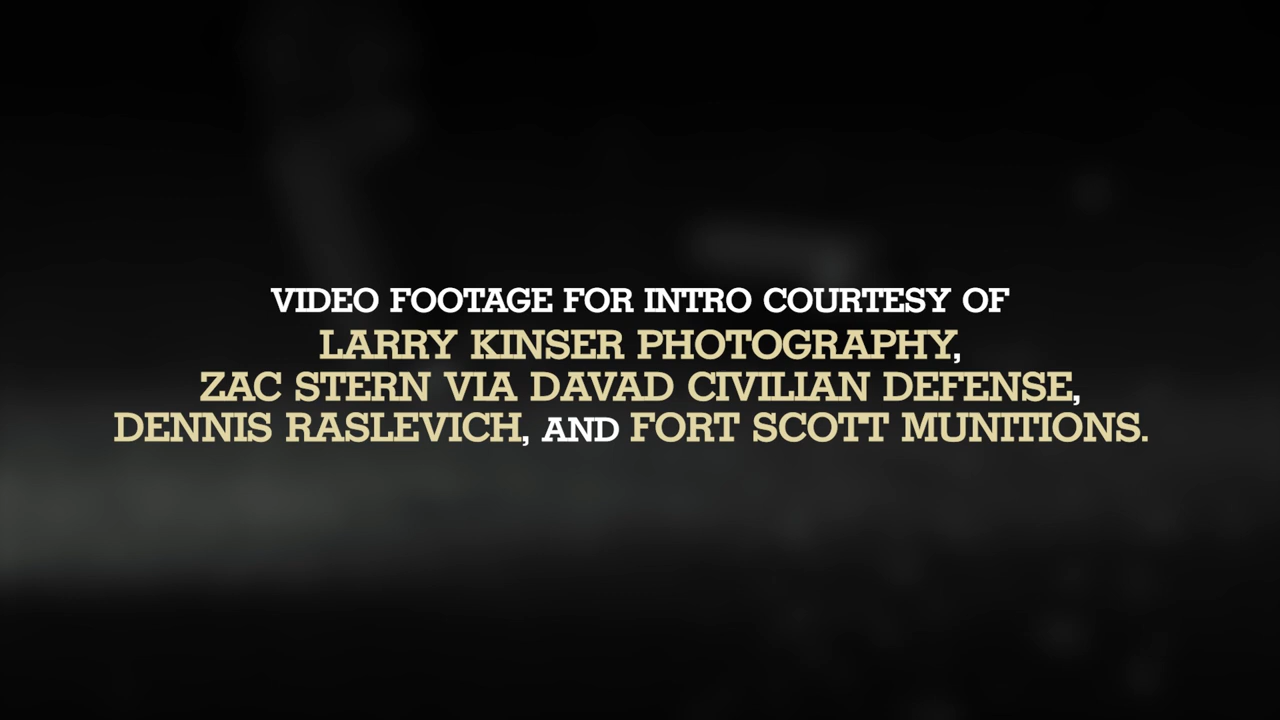 VIDEO FOOTAGE FOR INTRO COURTESY OF
LARRY KINSER PHOTOGRAPHY,
ZAC STERN VIA DAVAD CIVILIAN DEFENSE,
DENNIS RASLEVICH, AND FORT SCOTT MUNITIONS.